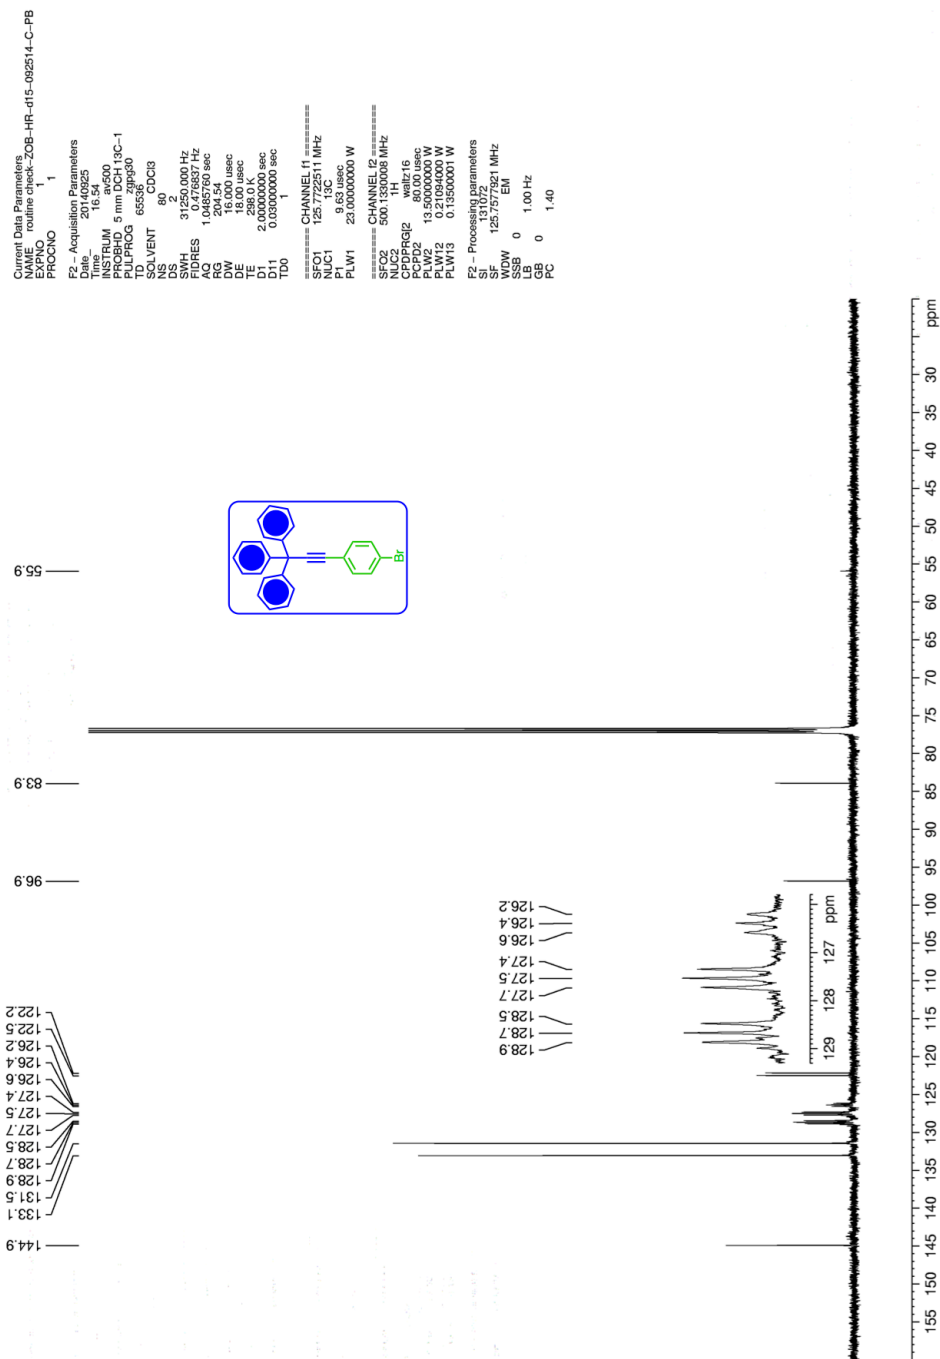 Current Data Parameters
NAME routine check-ZOB-HR-d15-092514-C-PB
EXPNO 1
PROCNO 1
F2 - Acquisition Parameters
Date_ 20140925
Time_ 16.54
INSTRUM av500
PROBHD 5 mm DCH 13C-1
PULPROG zgpg30
TD 65536
SOLVENT CDCl3
NS 80
DS 2
SWH 31250.000 Hz
FIDRES 0.476837 Hz
AQ 1.0485760 sec
RG 204.54
DW 16.000 usec
DE 18.00 usec
TE 298.0 K
D1 2.00000000 sec
D11 0.03000000 sec
TD0 1
======== CHANNEL f1 ========
SFO1 125.7722511 MHz
NUC1 13C
P1 9.63 usec
PLW1 23.00000000 W
======== CHANNEL f2 ========
SFO2 500.1330008 MHz
NUC2 1H
CPDPRG[2 waltz16
PCPD2 80.00 usec
PLW2 13.50000000 W
PLW12 0.21094000 W
PLW13 0.13500001 W
F2 - Processing parameters
SI 131072
SF 125.7577921 MHz
WDW EM
SSB 0
LB 1.00 Hz
GB 0
PC 1.40
144.9
133.1
131.5
128.9
128.7
128.5
127.7
127.5
127.4
126.6
126.4
126.2
122.5
122.2
96.9
83.9
55.9
Br
128.9
128.7
128.5
127.7
127.5
127.4
126.6
126.4
126.2
129 128 127 ppm
155 150 145 140 135 130 125 120 115 110 105 100 95 90 85 80 75 70 65 60 55 50 45 40 35 30 ppm